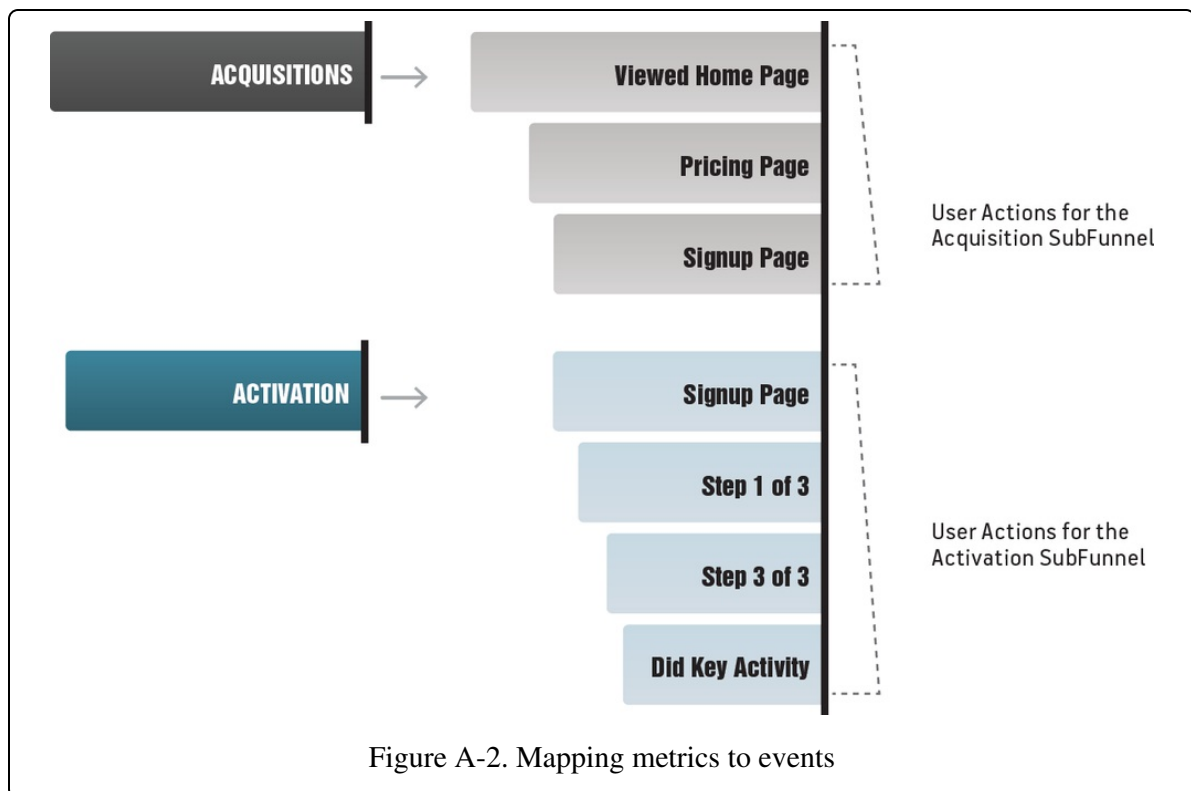 ACQUISITIONS
Viewed Home Page
Pricing Page
Signup Page
User Actions for the
Acquisition SubFunnel
ACTIVATION
Signup Page
Step 1 of 3
Step 3 of 3
Did Key Activity
User Actions for the
Activation SubFunnel
Figure A-2. Mapping metrics to events